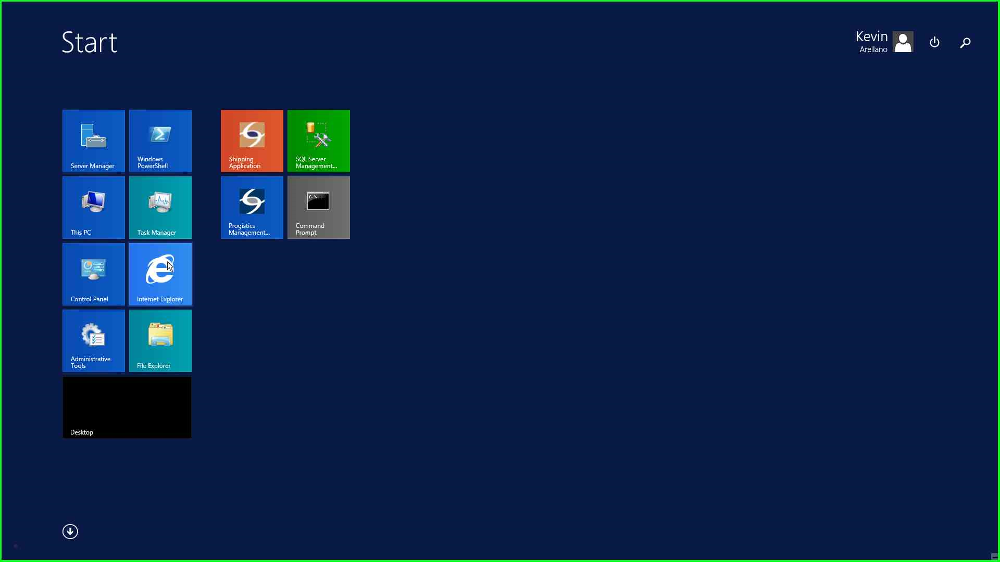 Start
Kevin
Arellano
Server Manager
Windows
PowerShell
Shipping
Application
SQL Server
Management...
This PC
Task Manager
Progistics
Management...
C:\_
Command
Prompt
Control Panel
Internet Explorer
Administrative
Tools
File Explorer
Desktop